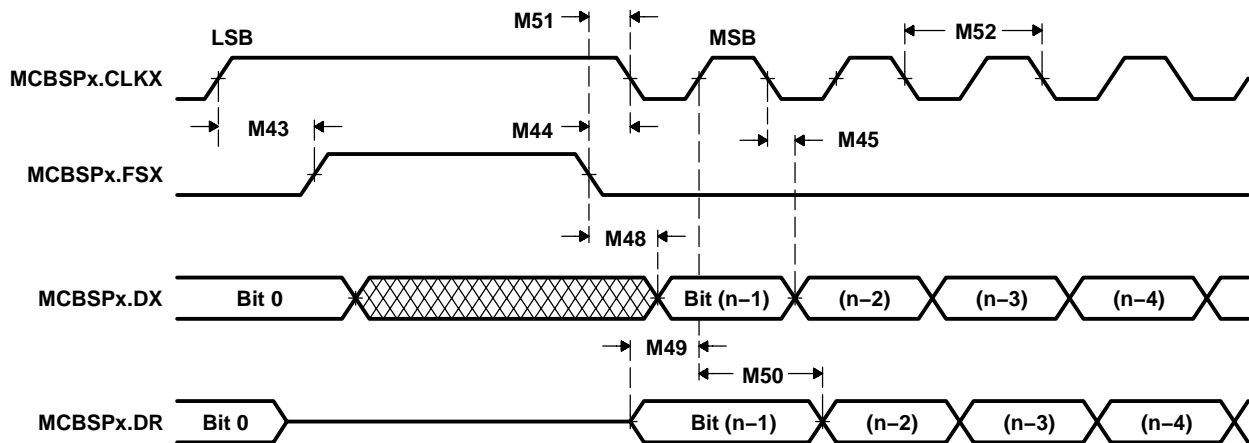 M51
LSB
MSB
M52
MCBSPx.CLKX
M43
M44
M45
MCBSPx.FSX
M48
MCBSPx.DX
Bit 0
Bit (n−1)
(n−2)
(n−3)
(n−4)
M49
M50
MCBSPx.DR
Bit 0
Bit (n−1)
(n−2)
(n−3)
(n−4)